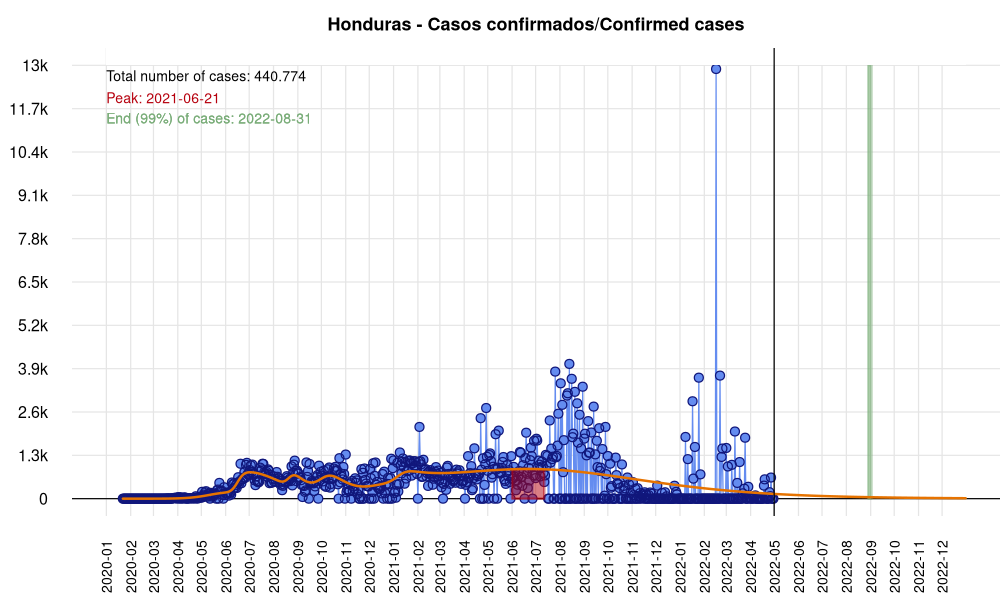 Honduras - Casos confirmados/Confirmed cases
Total number of cases: 440.774
Peak: 2021-06-21
End (99%) of cases: 2022-08-31
13k
11.7k
10.4k
9.1k
7.8k
6.5k
5.2k
3.9k
2.6k
1.3k
0
2020-01
2020-02
2020-03
2020-04
2020-05
2020-06
2020-07
2020-08
2020-09
2020-10
2020-11
2020-12
2021-01
2021-02
2021-03
2021-04
2021-05
2021-06
2021-07
2021-08
2021-09
2021-10
2021-11
2021-12
2022-01
2022-02
2022-03
2022-04
2022-05
2022-06
2022-07
2022-08
2022-09
2022-10
2022-11
2022-12